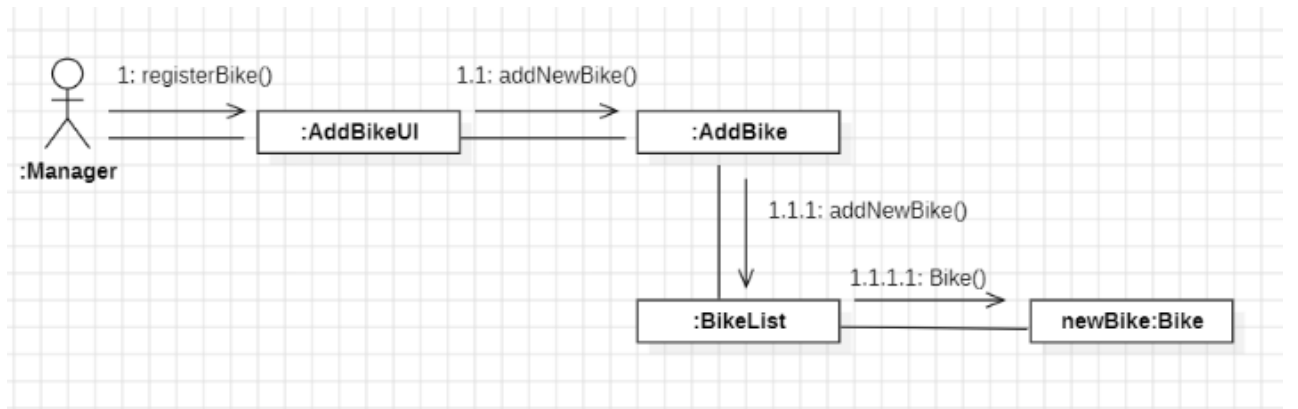 1: registerBike()
1.1: addNewBike()
:AddBikeUI
:AddBike
:Manager
1.1.1: addNewBike()
1.1.1.1: Bike()
:BikeList
newBike:Bike